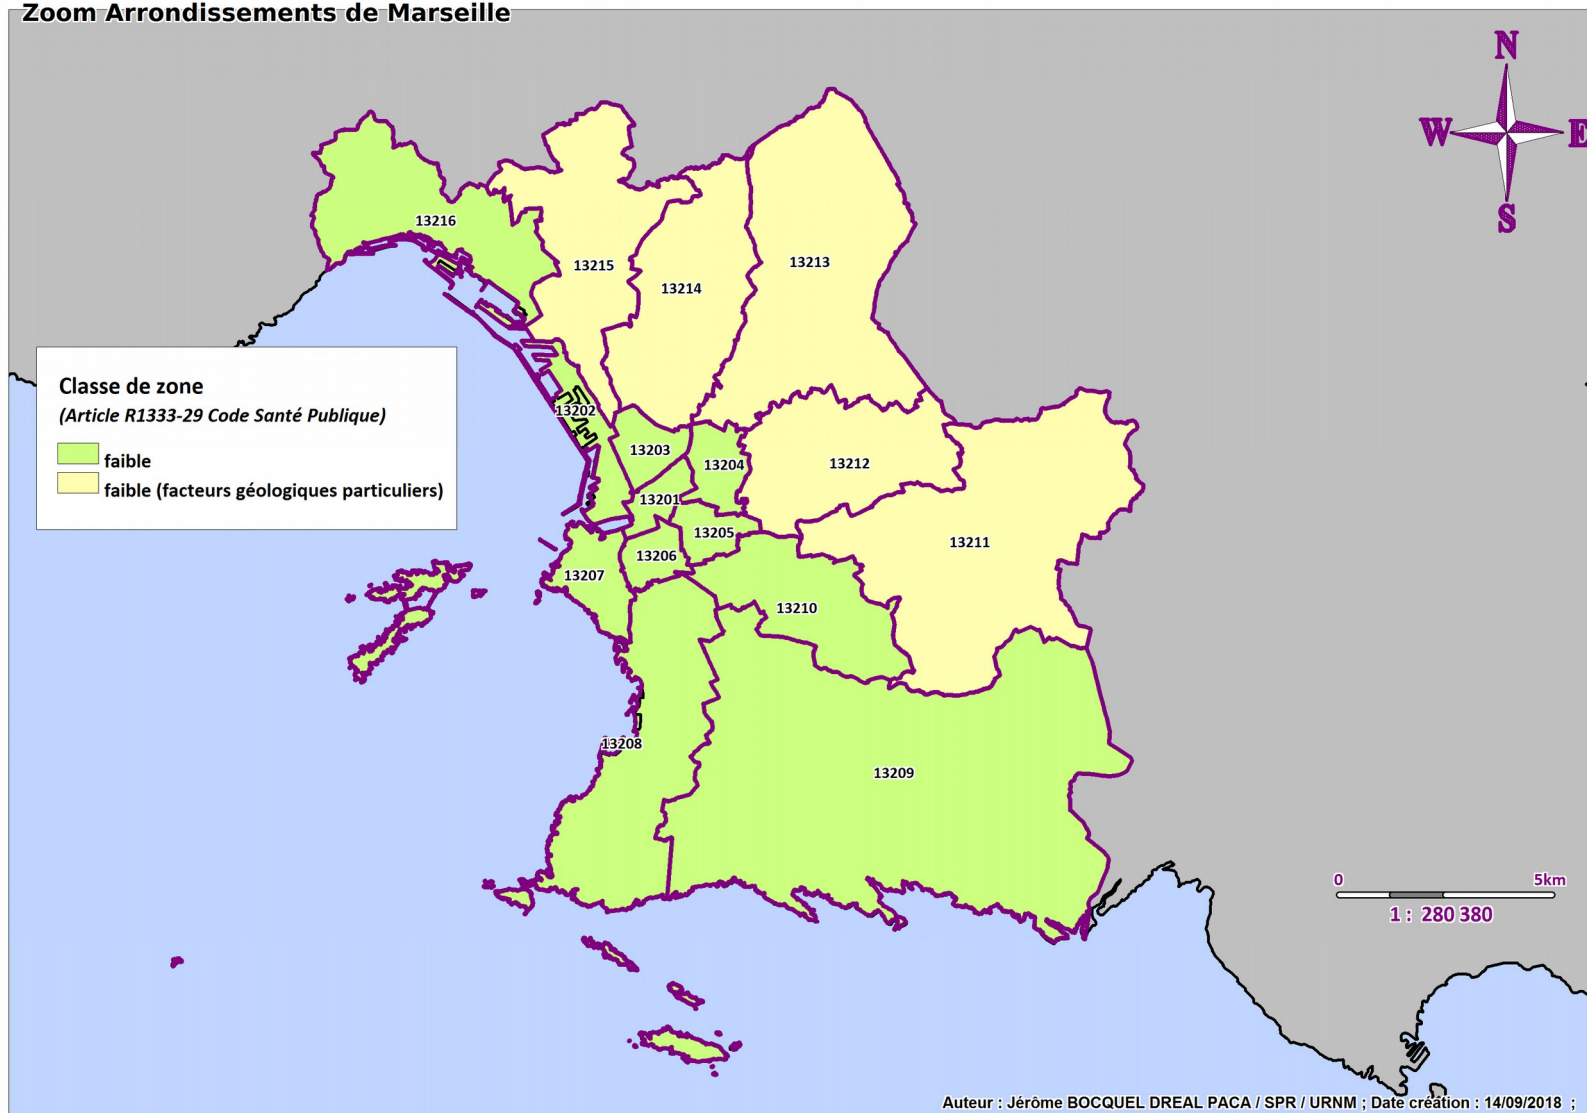 Zoom Arrondissements de Marseille
N
W
E
S
13216
13215
13214
13213
Classe de zone
(Article R1333-29 Code Santé Publique)
faible
faible (facteurs géologiques particuliers)
13202
13203
13204
13212
13201
13205
13211
13206
13207
13210
13208
13209
0 5km
1 : 280 380
Auteur : Jérôme BOCQUEL DREAL PACA / SPR / URNM ; Date création : 14/09/2018 ;